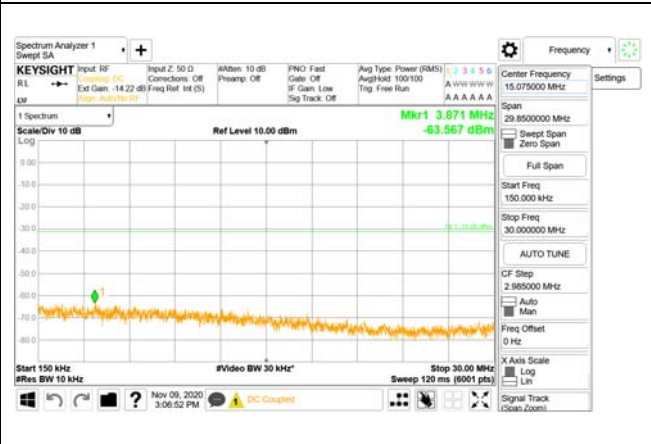 Spectrum Analyzer 1
Swept SA
+
Frequency
KEYSIGHT
RL
Input: RF
Coupling: DC
Ext Gain: -14.22 dB
Align: Auto/No RF
Input Z: 50 Ω
Corrections: Off
Freq Ref: Int (S)
#Atten: 10 dB
Preamp: Off
PNO: Fast
Gate: Off
IF Gain: Low
Sig Track: Off
Avg Type: Power (RMS)
Avg|Hold: 100/100
Trig: Free Run
1 2 3 4 5 6
A W W W W W
A A A A A A
1 Spectrum
Scale/Div 10 dB
Log
Ref Level 10.00 dBm
Mkr1 3.871 MHz
-63.567 dBm
0.00
-10.0
-20.0
-30.0
-40.0
-50.0
-60.0
-70.0
-80.0
1
Start 150 kHz
#Res BW 10 kHz
#Video BW 30 kHz*
Stop 30.00 MHz
Sweep 120 ms (6001 pts)
Center Frequency
15.075000 MHz
Settings
Span
29.8500000 MHz
Swept Span
Zero Span
Full Span
Start Freq
150.000 kHz
Stop Freq
30.000000 MHz
AUTO TUNE
CF Step
2.985000 MHz
Auto
Man
Freq Offset
0 Hz
X Axis Scale
Log
Lin
Signal Track
(Span Zoom)
?
Nov 09, 2020
3:06:52 PM
1
DC Coupled